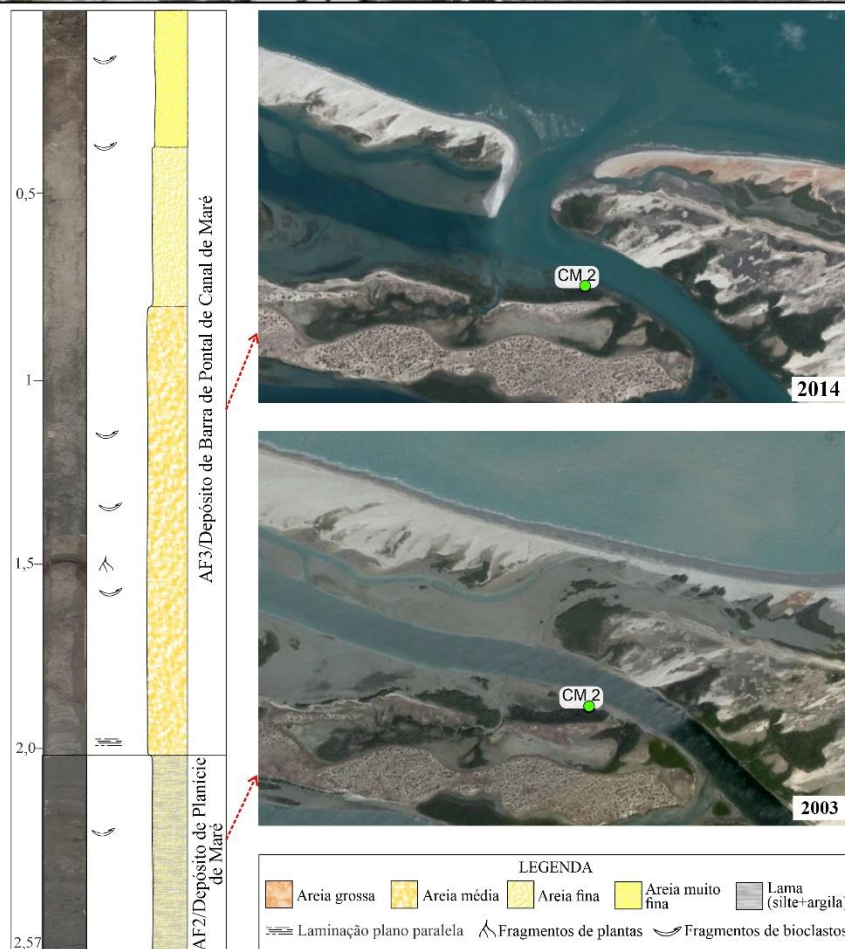 0,5
1
1,5
2,0
2,57
AF3/Depósito de Barra de Pontal de Canal de Maré
AF2/Depósito de Planície
de Maré
CM 2
2014
CM 2
2003
LEGENDA
Areia grossa
Areia média
Areia fina
Areia muito
fina
Lama
(silte+argila)
Laminação plano paralela
Fragmentos de plantas
Fragmentos de bioclastos